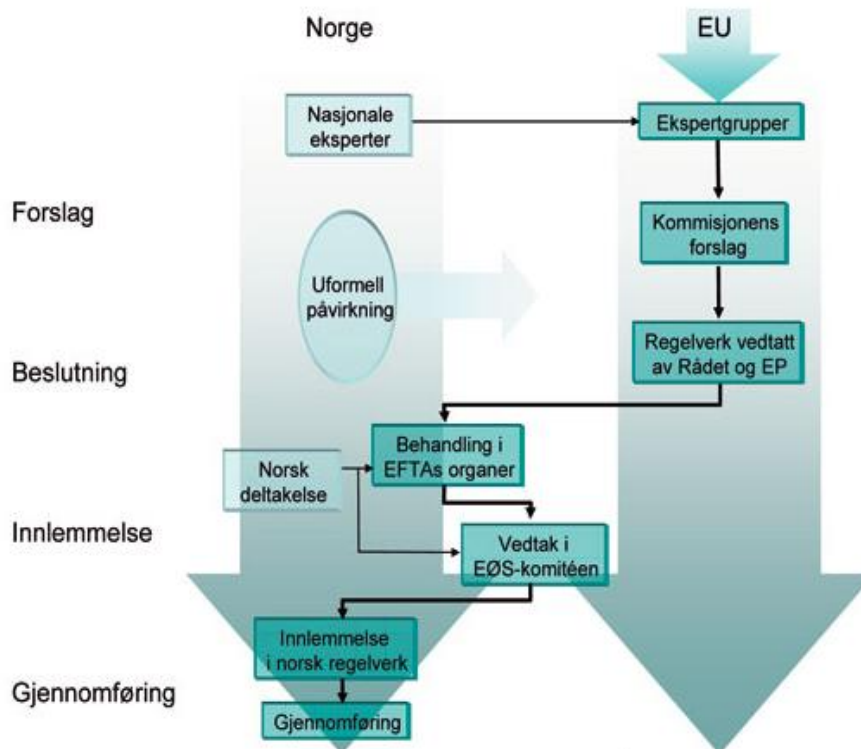 Norge
EU
Nasjonale
eksperter
Ekspertgrupper
Forslag
Kommisjonens
forslag
Uformell
påvirkning
Regelverk vedtatt
av Rådet og EP
Beslutning
Behandling i
EFTAs organer
Norsk
deltakelse
Innlemmelse
Vedtak i
EØS-komitéen
Innlemmelse
i norsk regelverk
Gjennomføring
Gjennomføring